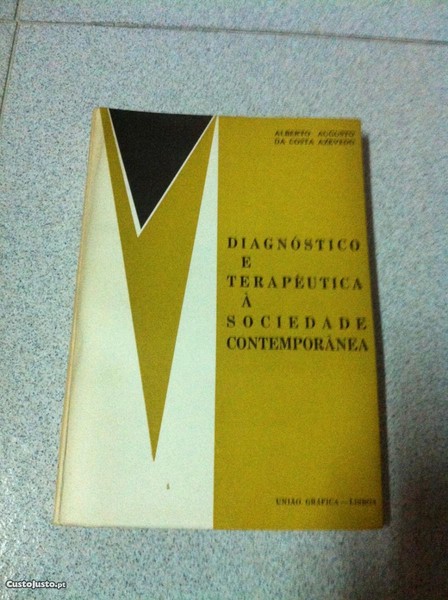 ALBERTO AUGUSTO
DA COSTA AZEVEDO
DIAGNÓSTICO
E
TERAPÊUTICA
À
SOCIEDADE
CONTEMPORÂNEA
UNIÃO GRÁFICA — LISBOA
CustoJusto.pt